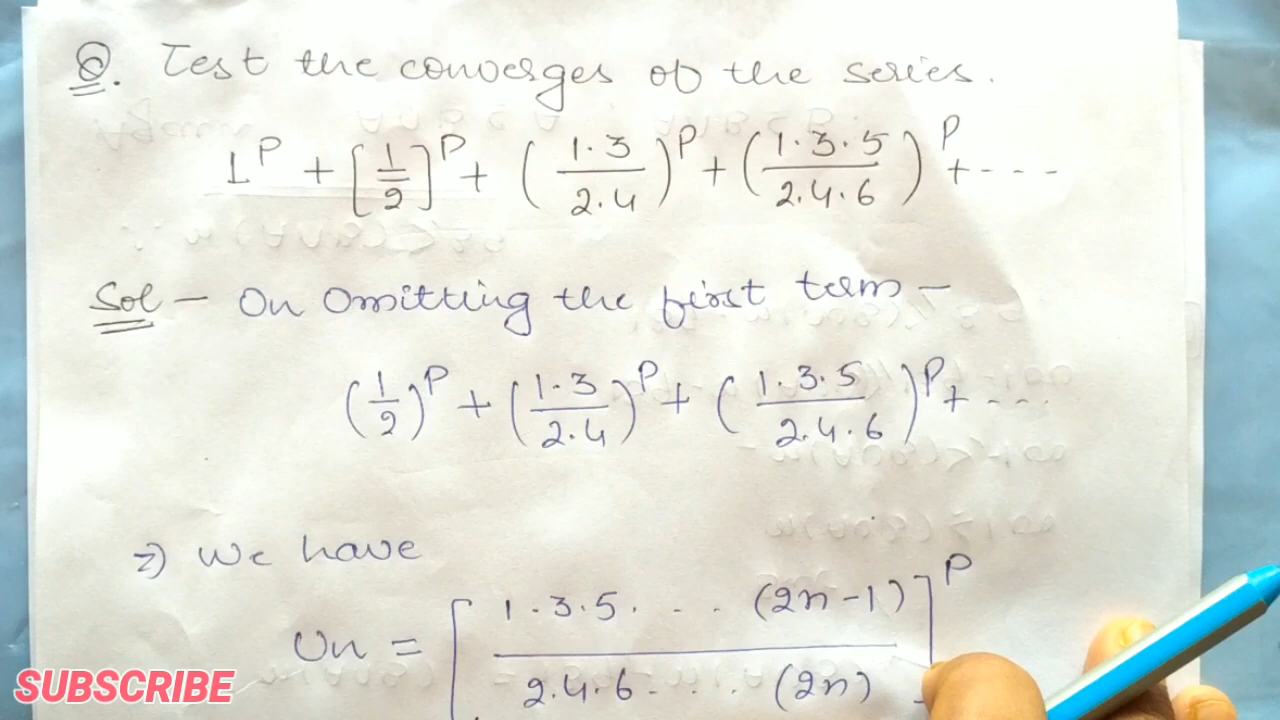 Q. Test the converges of the series.
1^P + [1/2]^P + (1·3/2·4)^P + (1·3·5/2·4·6)^P + ----
Sol - On Omitting the first term -
(1/2)^P + (1·3/2·4)^P + (1·3·5/2·4·6)^P + ----
=) We have
Un = [1·3·5· - - (2n-1)/2·4·6- · · · (2n)]^P
SUBSCRIBE